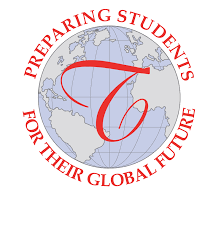 PREPARING STUDENTS
T
FOR THEIR GLOBAL FUTURE